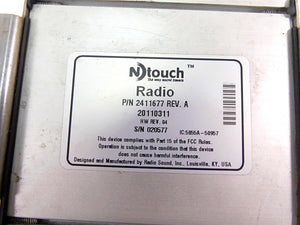 N-touch™
Radio
P/N 2411677 REV. A
20110311
HW REV. 04
S/N 020577
IC:5055A-50957
This device complies with Part 15 of the FCC Rules.
Operation is subject to the condition that this device
does not cause harmful interference.
Designed and Manufactured by Radio Sound, Inc., Louisville, KY, USA